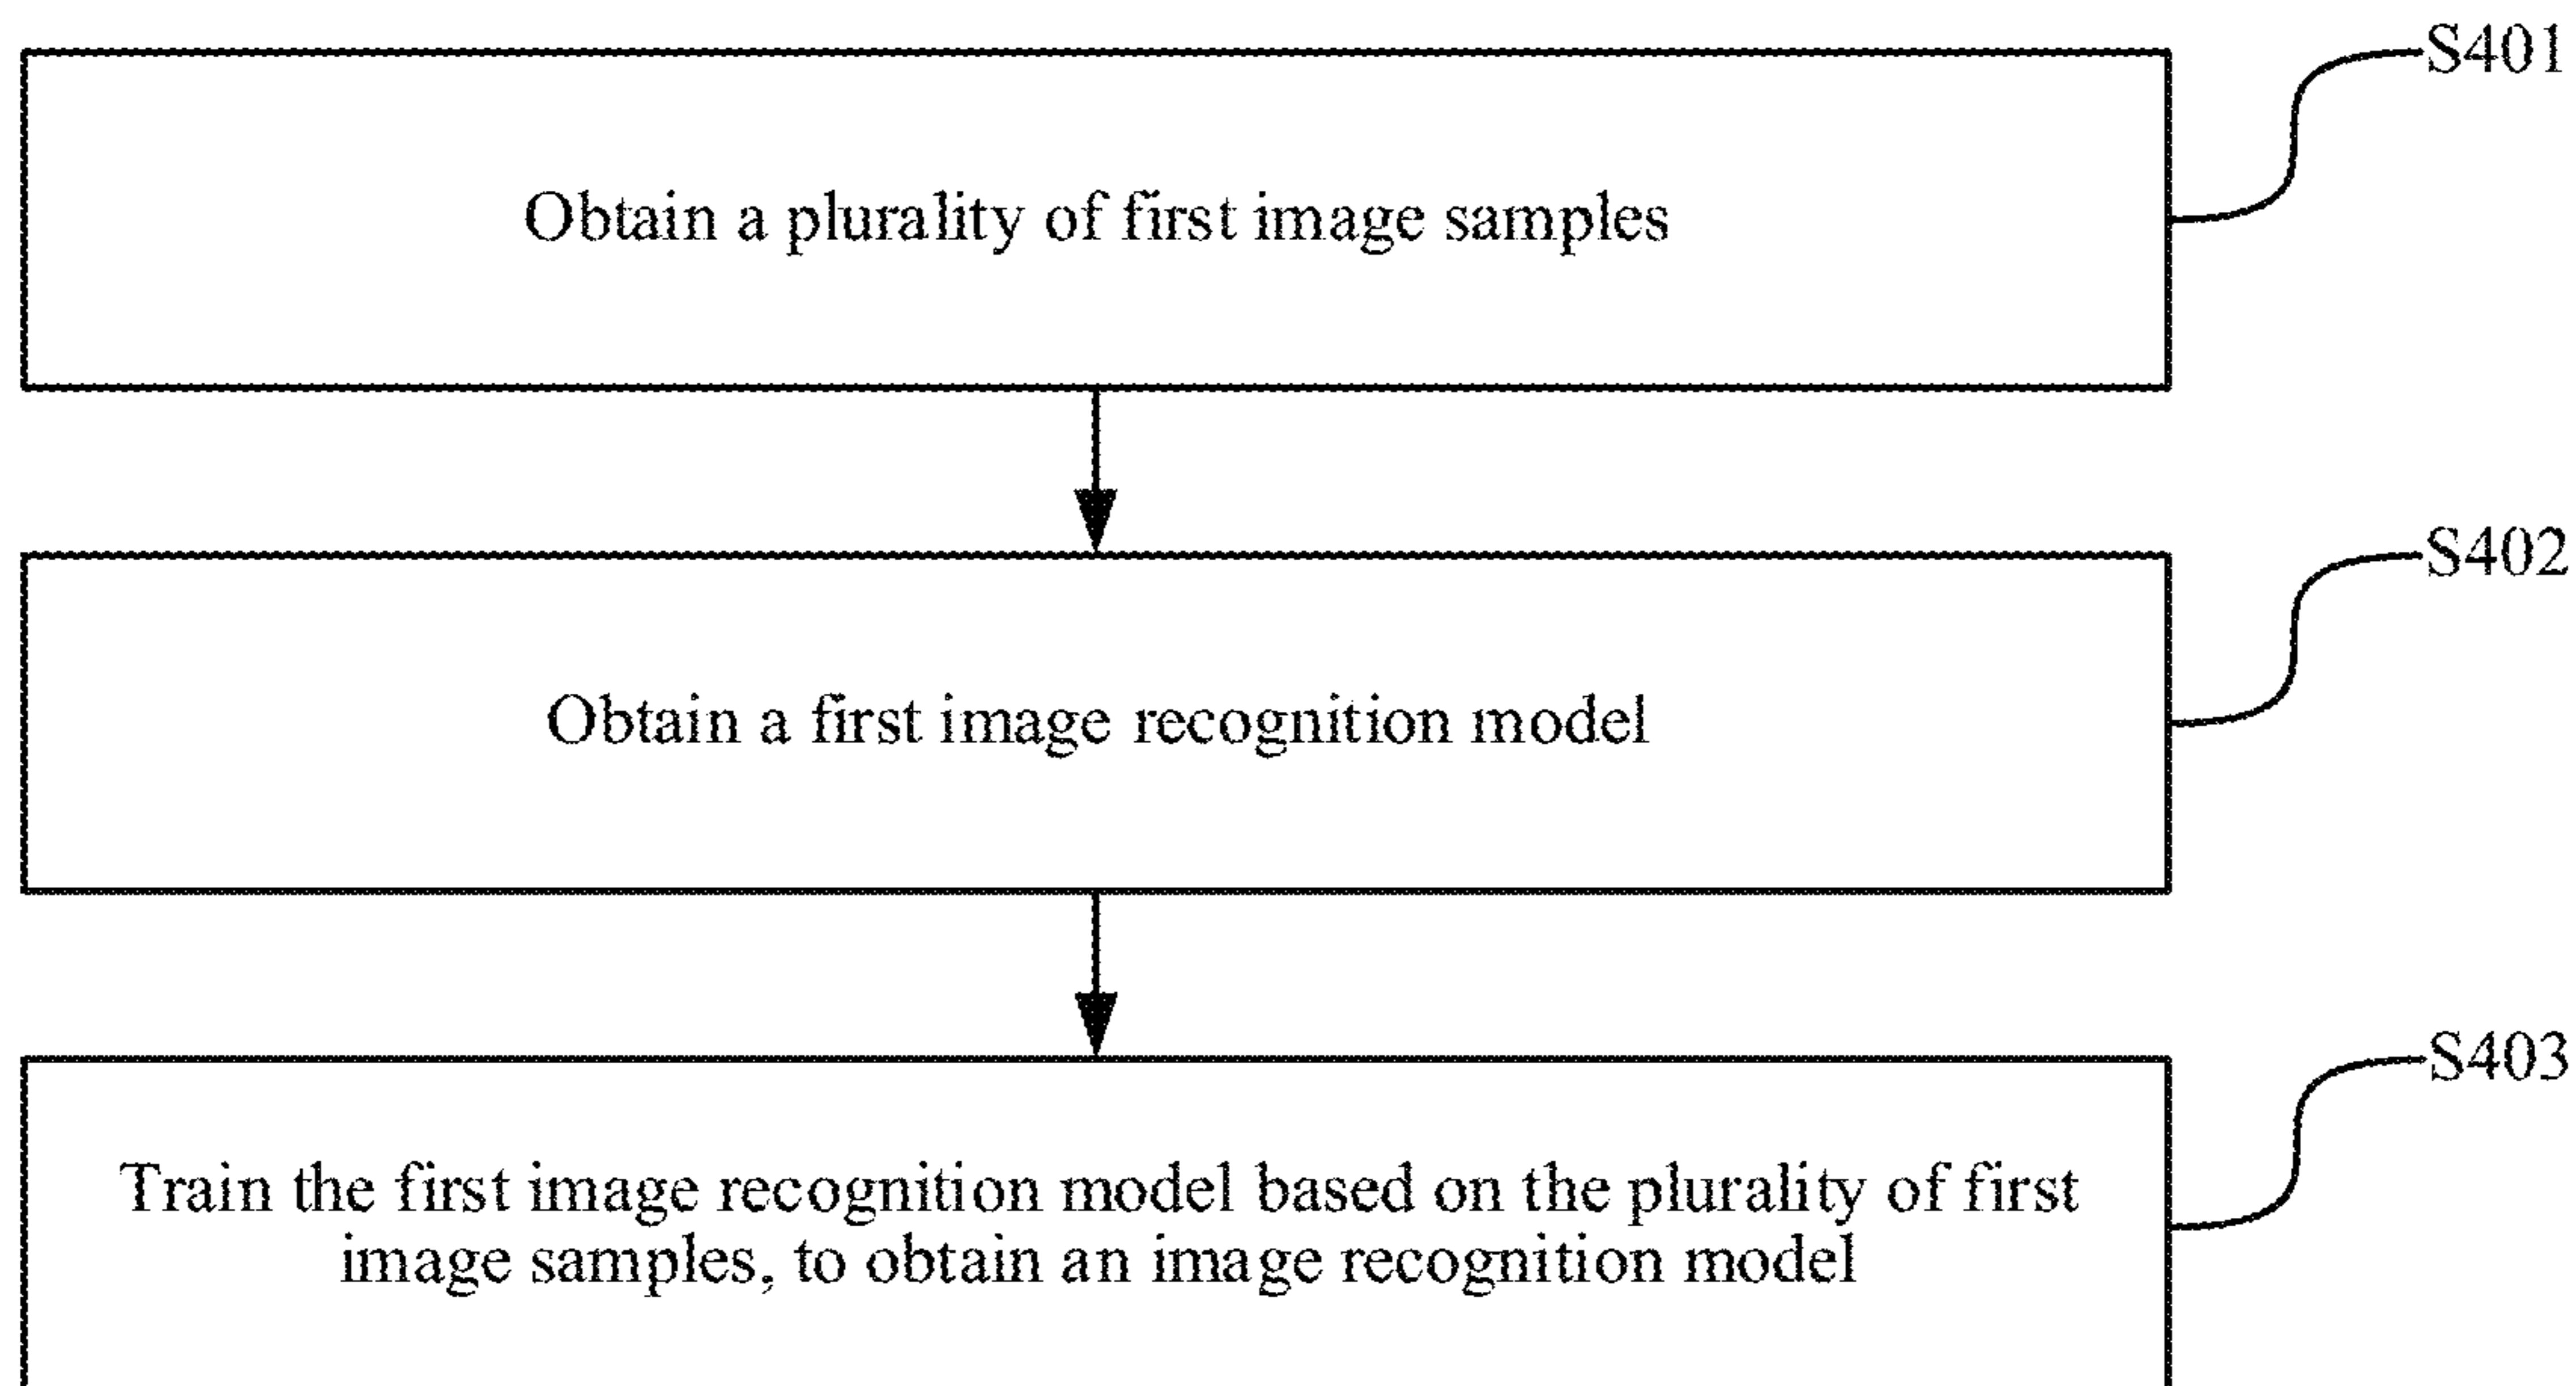 S401
Obtain a plurality of first image samples
S402
Obtain a first image recognition model
S403
Train the first image recognition model based on the plurality of first
image samples, to obtain an image recognition model